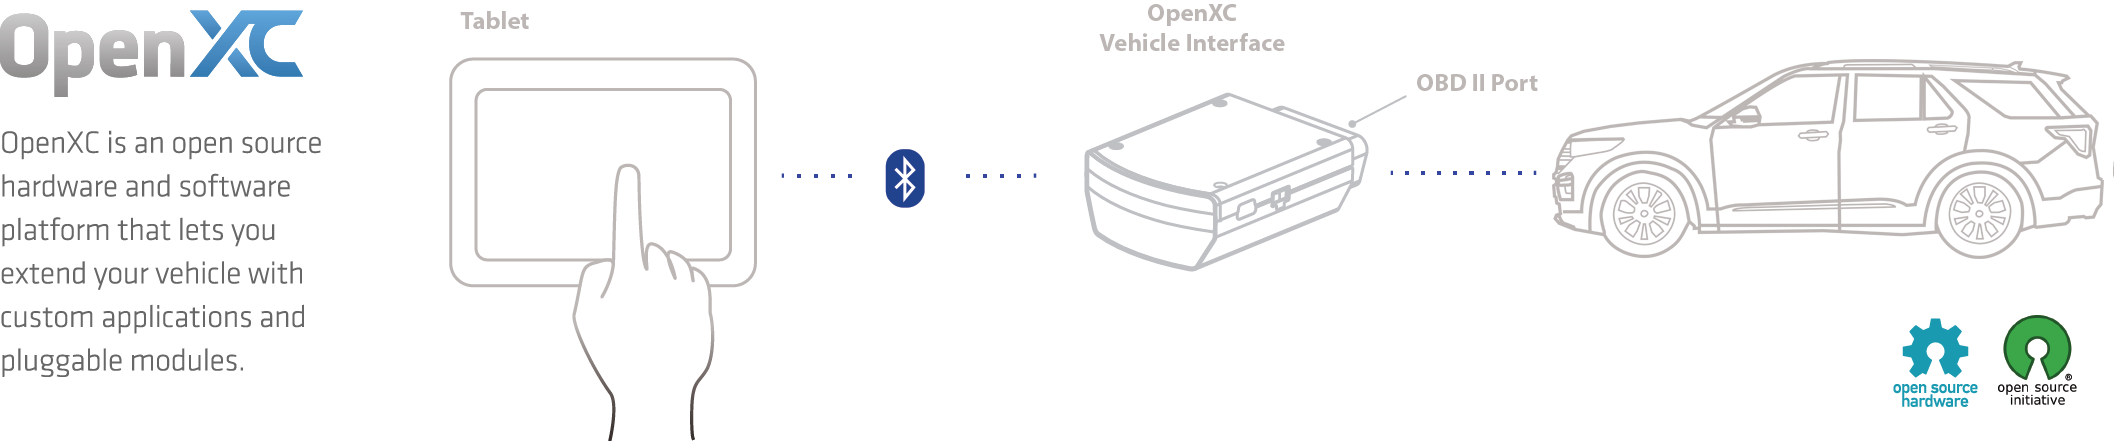 OpenXC
OpenXC is an open source
hardware and software
platform that lets you
extend your vehicle with
custom applications and
pluggable modules.
Tablet
OpenXC
Vehicle Interface
OBD II Port
open source
hardware
open source
initiative
®